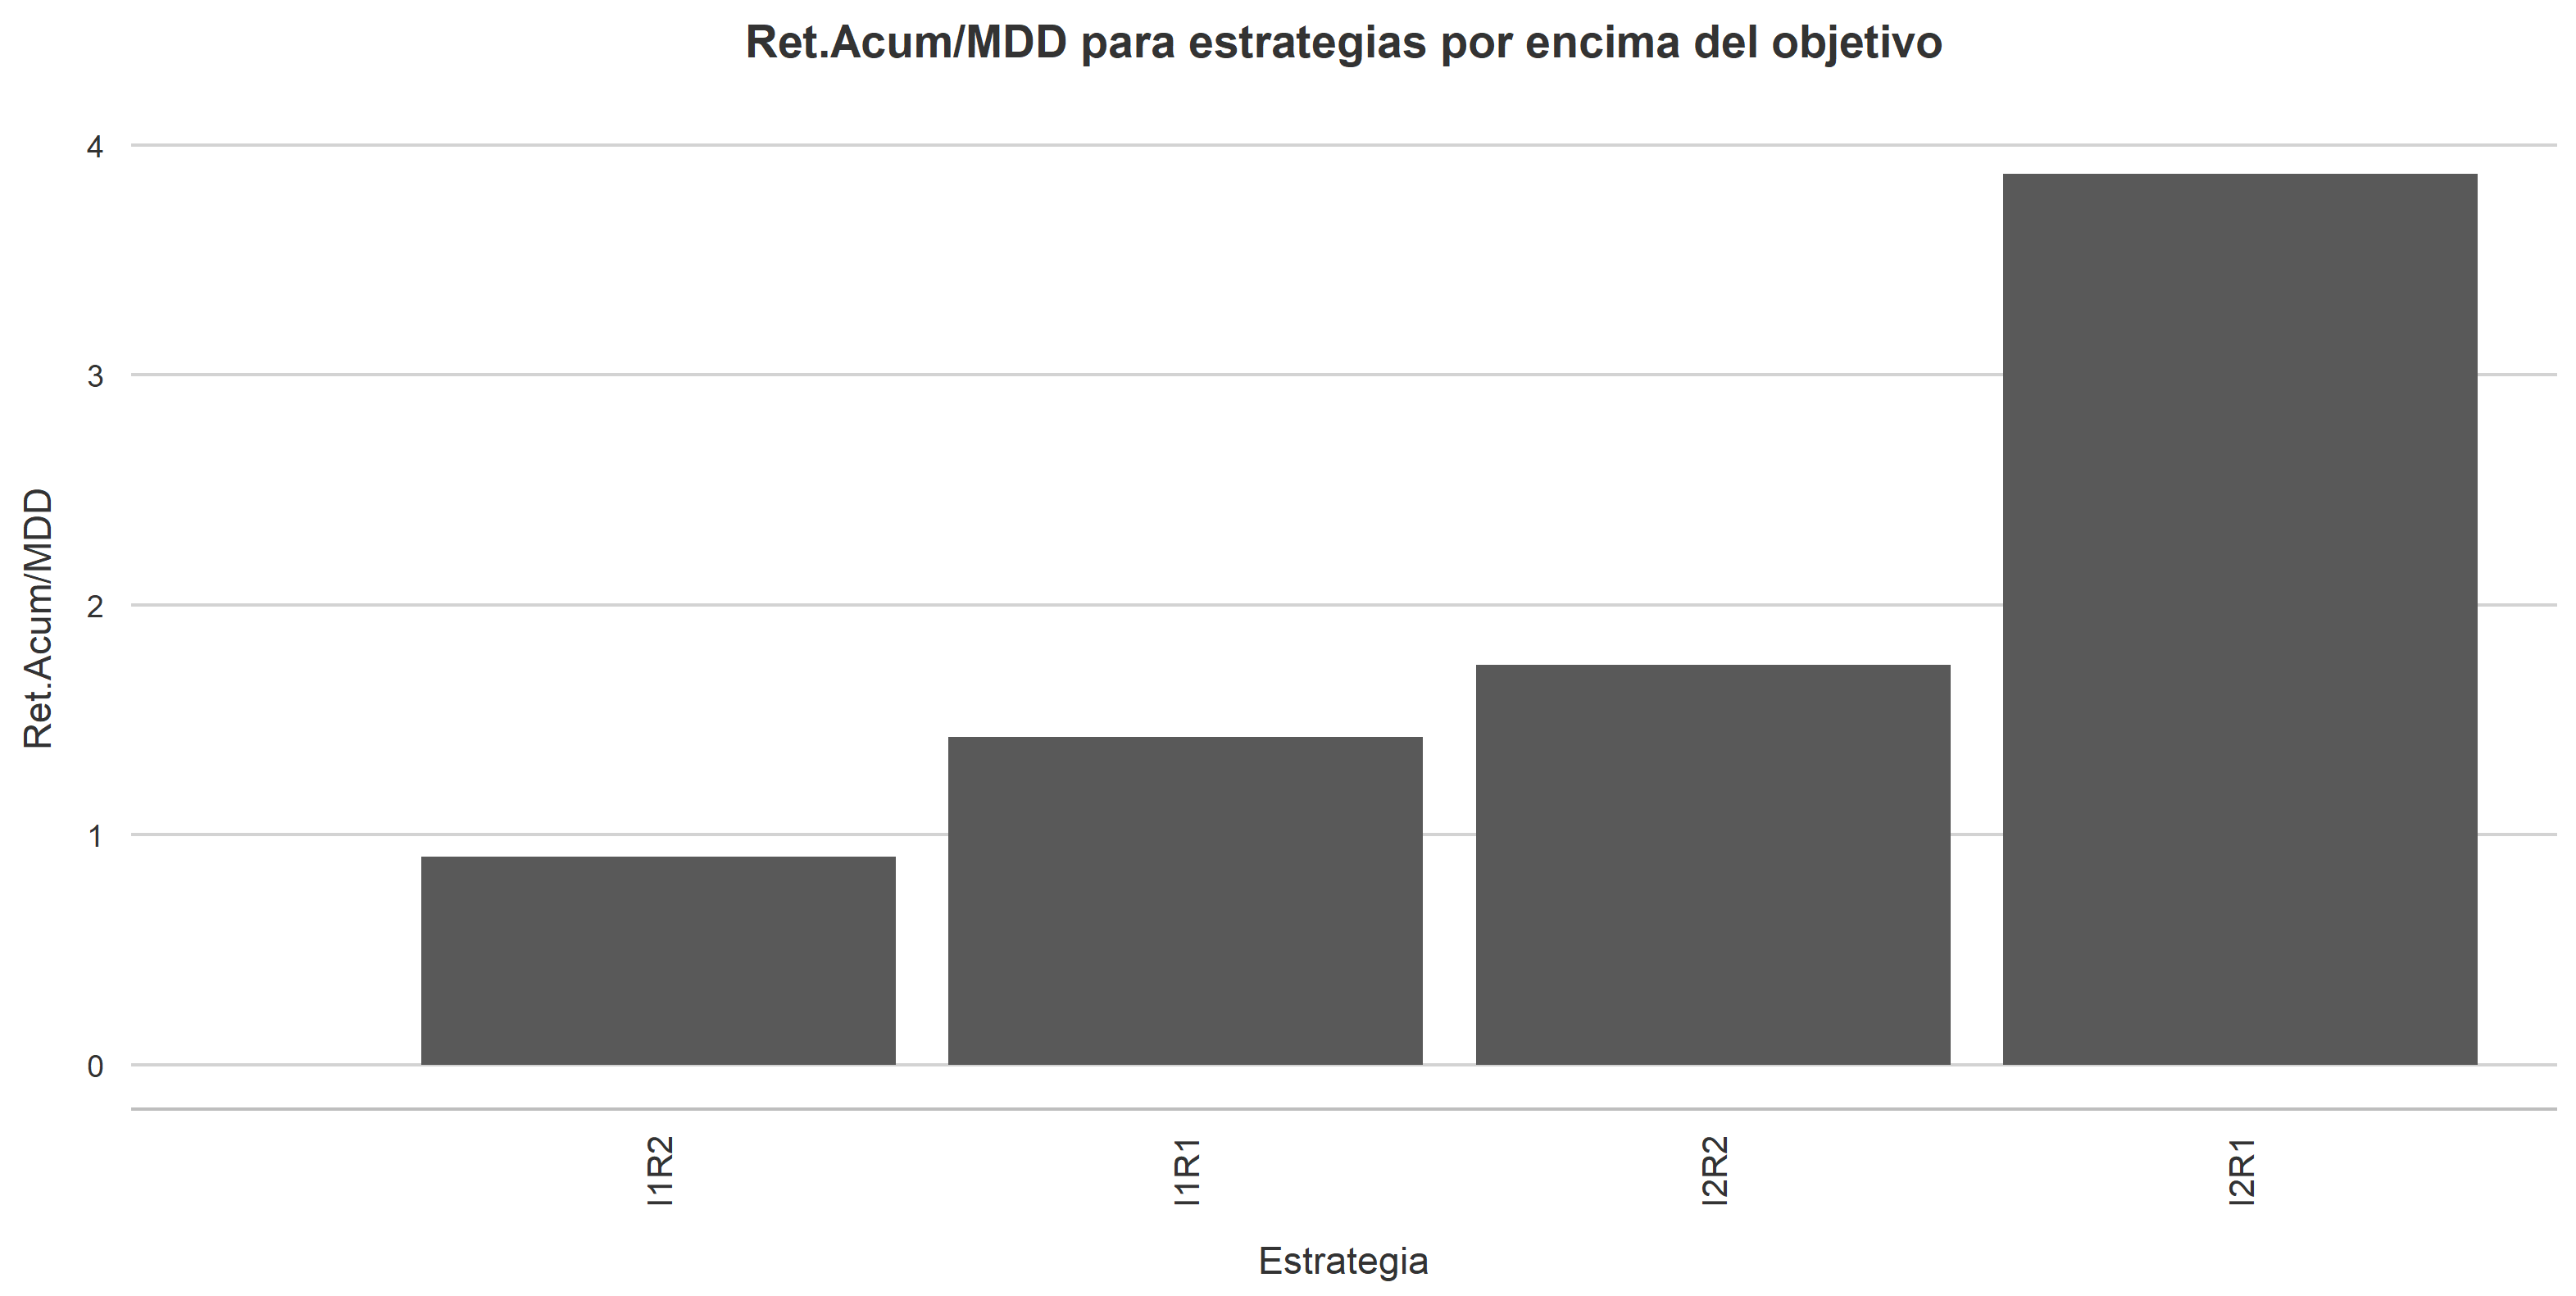 Ret.Acum/MDD para estrategias por encima del objetivo
Ret.Acum/MDD
4
3
2
1
0
I1R2
I1R1
I2R2
I2R1
Estrategia